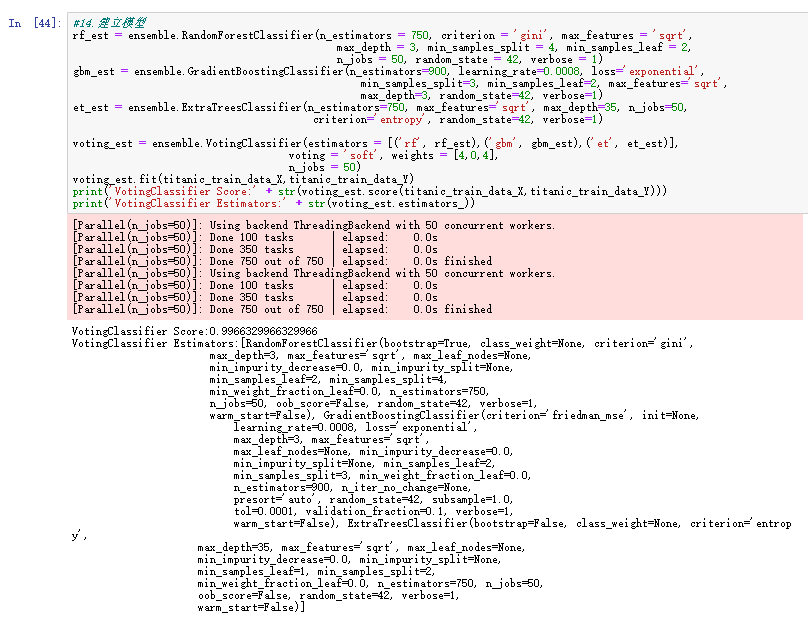 In [44]:
#14.建立模型
rf_est = ensemble.RandomForestClassifier(n_estimators = 750, criterion = 'gini', max_features = 'sqrt',
max_depth = 3, min_samples_split = 4, min_samples_leaf = 2,
n_jobs = 50, random_state = 42, verbose = 1)
gbm_est = ensemble.GradientBoostingClassifier(n_estimators=900, learning_rate=0.0008, loss='exponential',
min_samples_split=3, min_samples_leaf=2, max_features='sqrt',
max_depth=3, random_state=42, verbose=1)
et_est = ensemble.ExtraTreesClassifier(n_estimators=750, max_features='sqrt', max_depth=35, n_jobs=50,
criterion='entropy', random_state=42, verbose=1)
voting_est = ensemble.VotingClassifier(estimators = [('rf', rf_est),('gbm', gbm_est),('et', et_est)],
voting = 'soft', weights = [4,0,4],
n_jobs = 50)
voting_est.fit(titanic_train_data_X,titanic_train_data_Y)
print('VotingClassifier Score:' + str(voting_est.score(titanic_train_data_X,titanic_train_data_Y)))
print('VotingClassifier Estimators:' + str(voting_est.estimators_))
[Parallel(n_jobs=50)]: Using backend ThreadingBackend with 50 concurrent workers.
[Parallel(n_jobs=50)]: Done 100 tasks | elapsed: 0.0s
[Parallel(n_jobs=50)]: Done 350 tasks | elapsed: 0.0s
[Parallel(n_jobs=50)]: Done 750 out of 750 | elapsed: 0.0s finished
[Parallel(n_jobs=50)]: Using backend ThreadingBackend with 50 concurrent workers.
[Parallel(n_jobs=50)]: Done 100 tasks | elapsed: 0.0s
[Parallel(n_jobs=50)]: Done 350 tasks | elapsed: 0.0s
[Parallel(n_jobs=50)]: Done 750 out of 750 | elapsed: 0.0s finished
VotingClassifier Score:0.9966329966329966
VotingClassifier Estimators:[RandomForestClassifier(bootstrap=True, class_weight=None, criterion='gini',
max_depth=3, max_features='sqrt', max_leaf_nodes=None,
min_impurity_decrease=0.0, min_impurity_split=None,
min_samples_leaf=2, min_samples_split=4,
min_weight_fraction_leaf=0.0, n_estimators=750,
n_jobs=50, oob_score=False, random_state=42, verbose=1,
warm_start=False), GradientBoostingClassifier(criterion='friedman_mse', init=None,
learning_rate=0.0008, loss='exponential',
max_depth=3, max_features='sqrt',
max_leaf_nodes=None, min_impurity_decrease=0.0,
min_impurity_split=None, min_samples_leaf=2,
min_samples_split=3, min_weight_fraction_leaf=0.0,
n_estimators=900, n_iter_no_change=None,
presort='auto', random_state=42, subsample=1.0,
tol=0.0001, validation_fraction=0.1, verbose=1,
warm_start=False), ExtraTreesClassifier(bootstrap=False, class_weight=None, criterion='entrop
y',
max_depth=35, max_features='sqrt', max_leaf_nodes=None,
min_impurity_decrease=0.0, min_impurity_split=None,
min_samples_leaf=1, min_samples_split=2,
min_weight_fraction_leaf=0.0, n_estimators=750, n_jobs=50,
oob_score=False, random_state=42, verbose=1,
warm_start=False)]